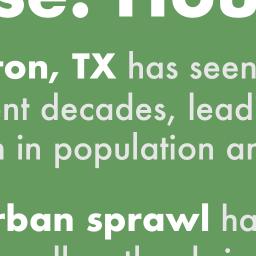 se. Hou
ron, TX has seen
nt decades, lead
in population an
rban sprawl ha